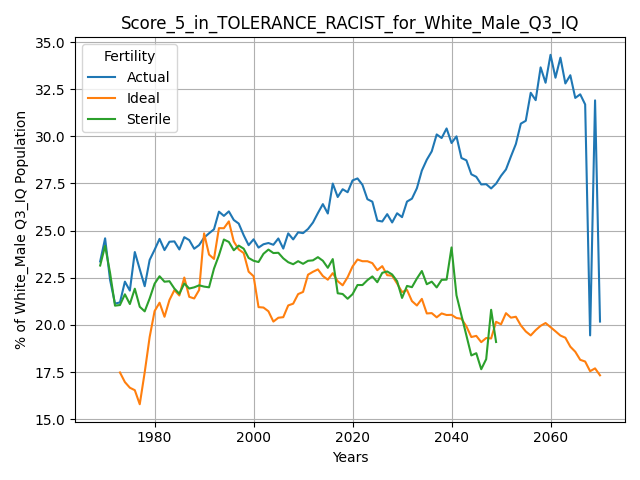 Score_5_in_TOLERANCE_RACIST_for_White_Male_Q3_IQ
Fertility
Actual
Ideal
Sterile
% of White_Male Q3_IQ Population
35.0
32.5
30.0
27.5
25.0
22.5
20.0
17.5
15.0
1980
2000
2020
2040
2060
Years